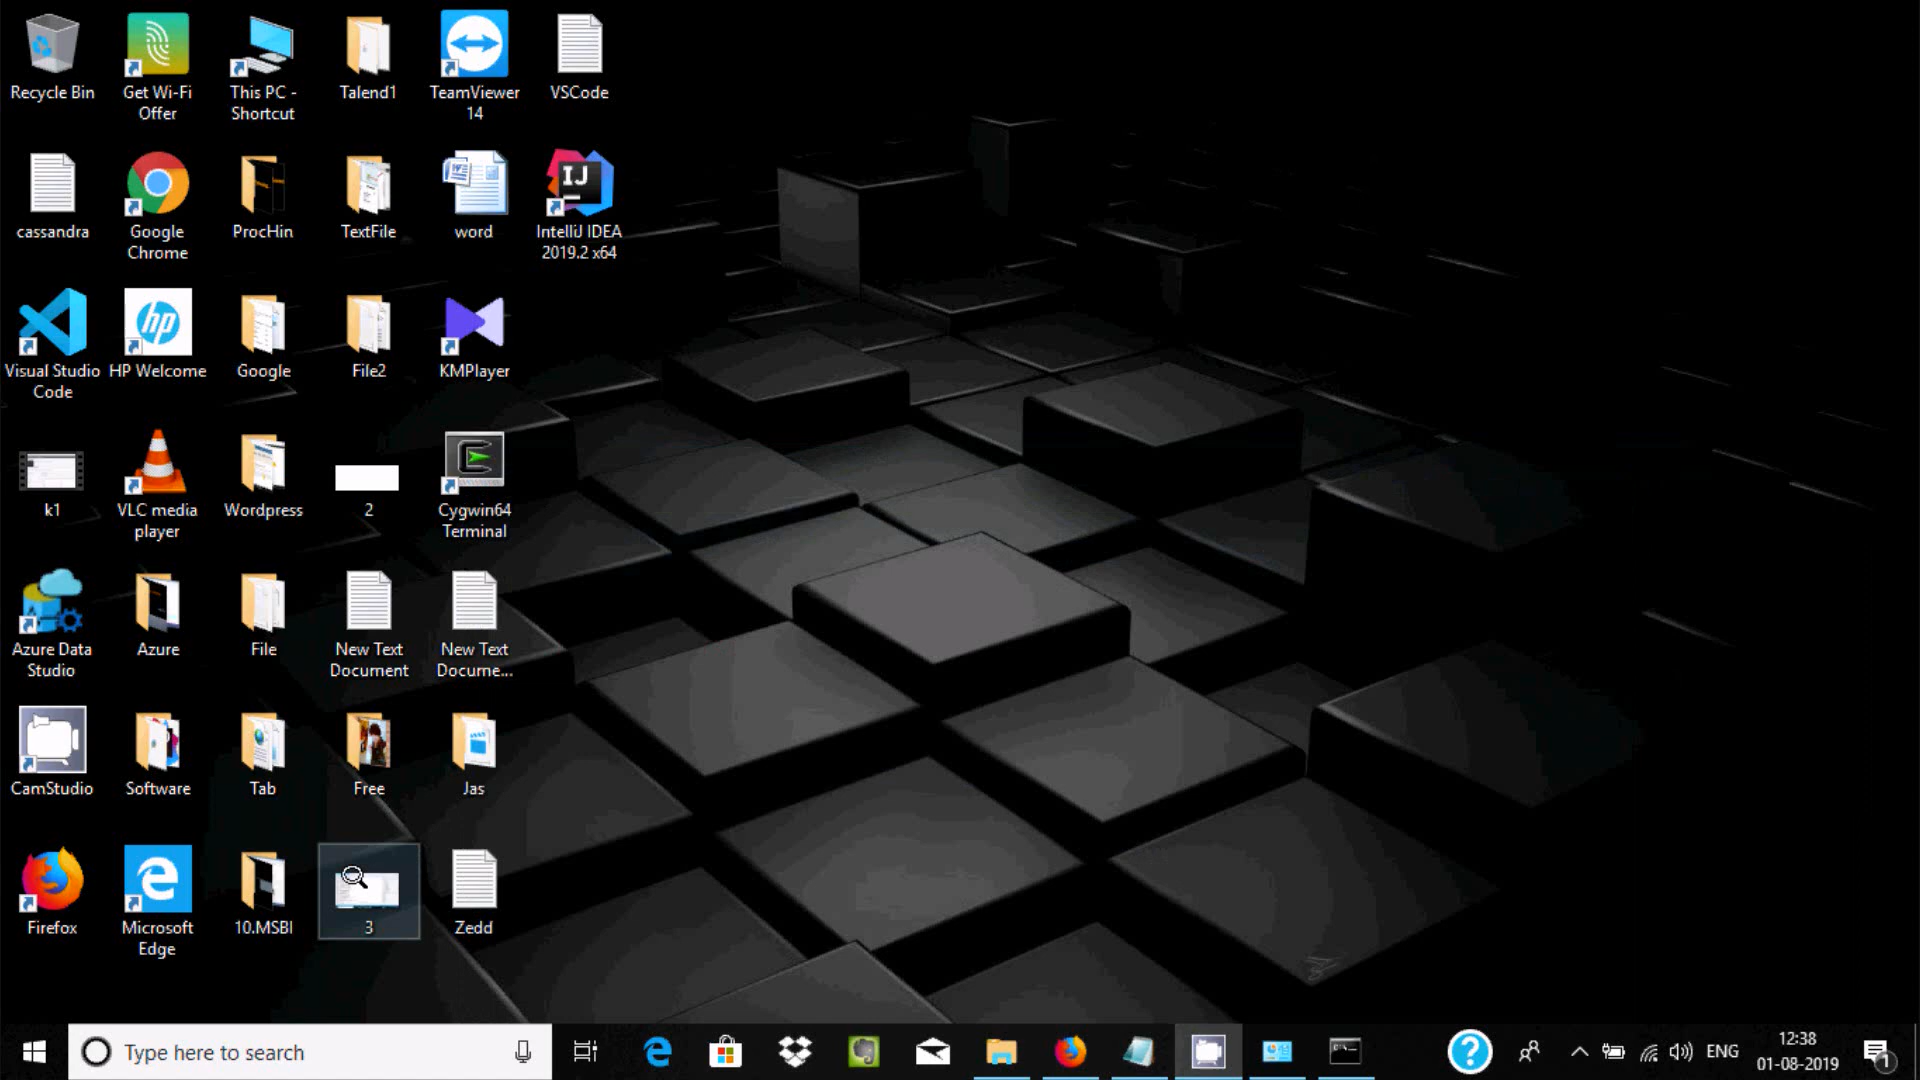 Recycle Bin
Get Wi-Fi
Offer
This PC -
Shortcut
Talend1
TeamViewer
14
VSCode
cassandra
Google
Chrome
ProcHin
TextFile
word
IJ
IntelliJ IDEA
2019.2 x64
Visual Studio
Code
hp
HP Welcome
Google
File2
KMPlayer
k1
VLC media
player
Wordpress
2
Cygwin64
Terminal
Azure Data
Studio
Azure
File
New Text
Document
New Text
Docume...
CamStudio
Software
Tab
Free
Jas
Firefox
Microsoft
Edge
10.MSBI
3
Zedd
Type here to search
ENG
12:38
01-08-2019
1